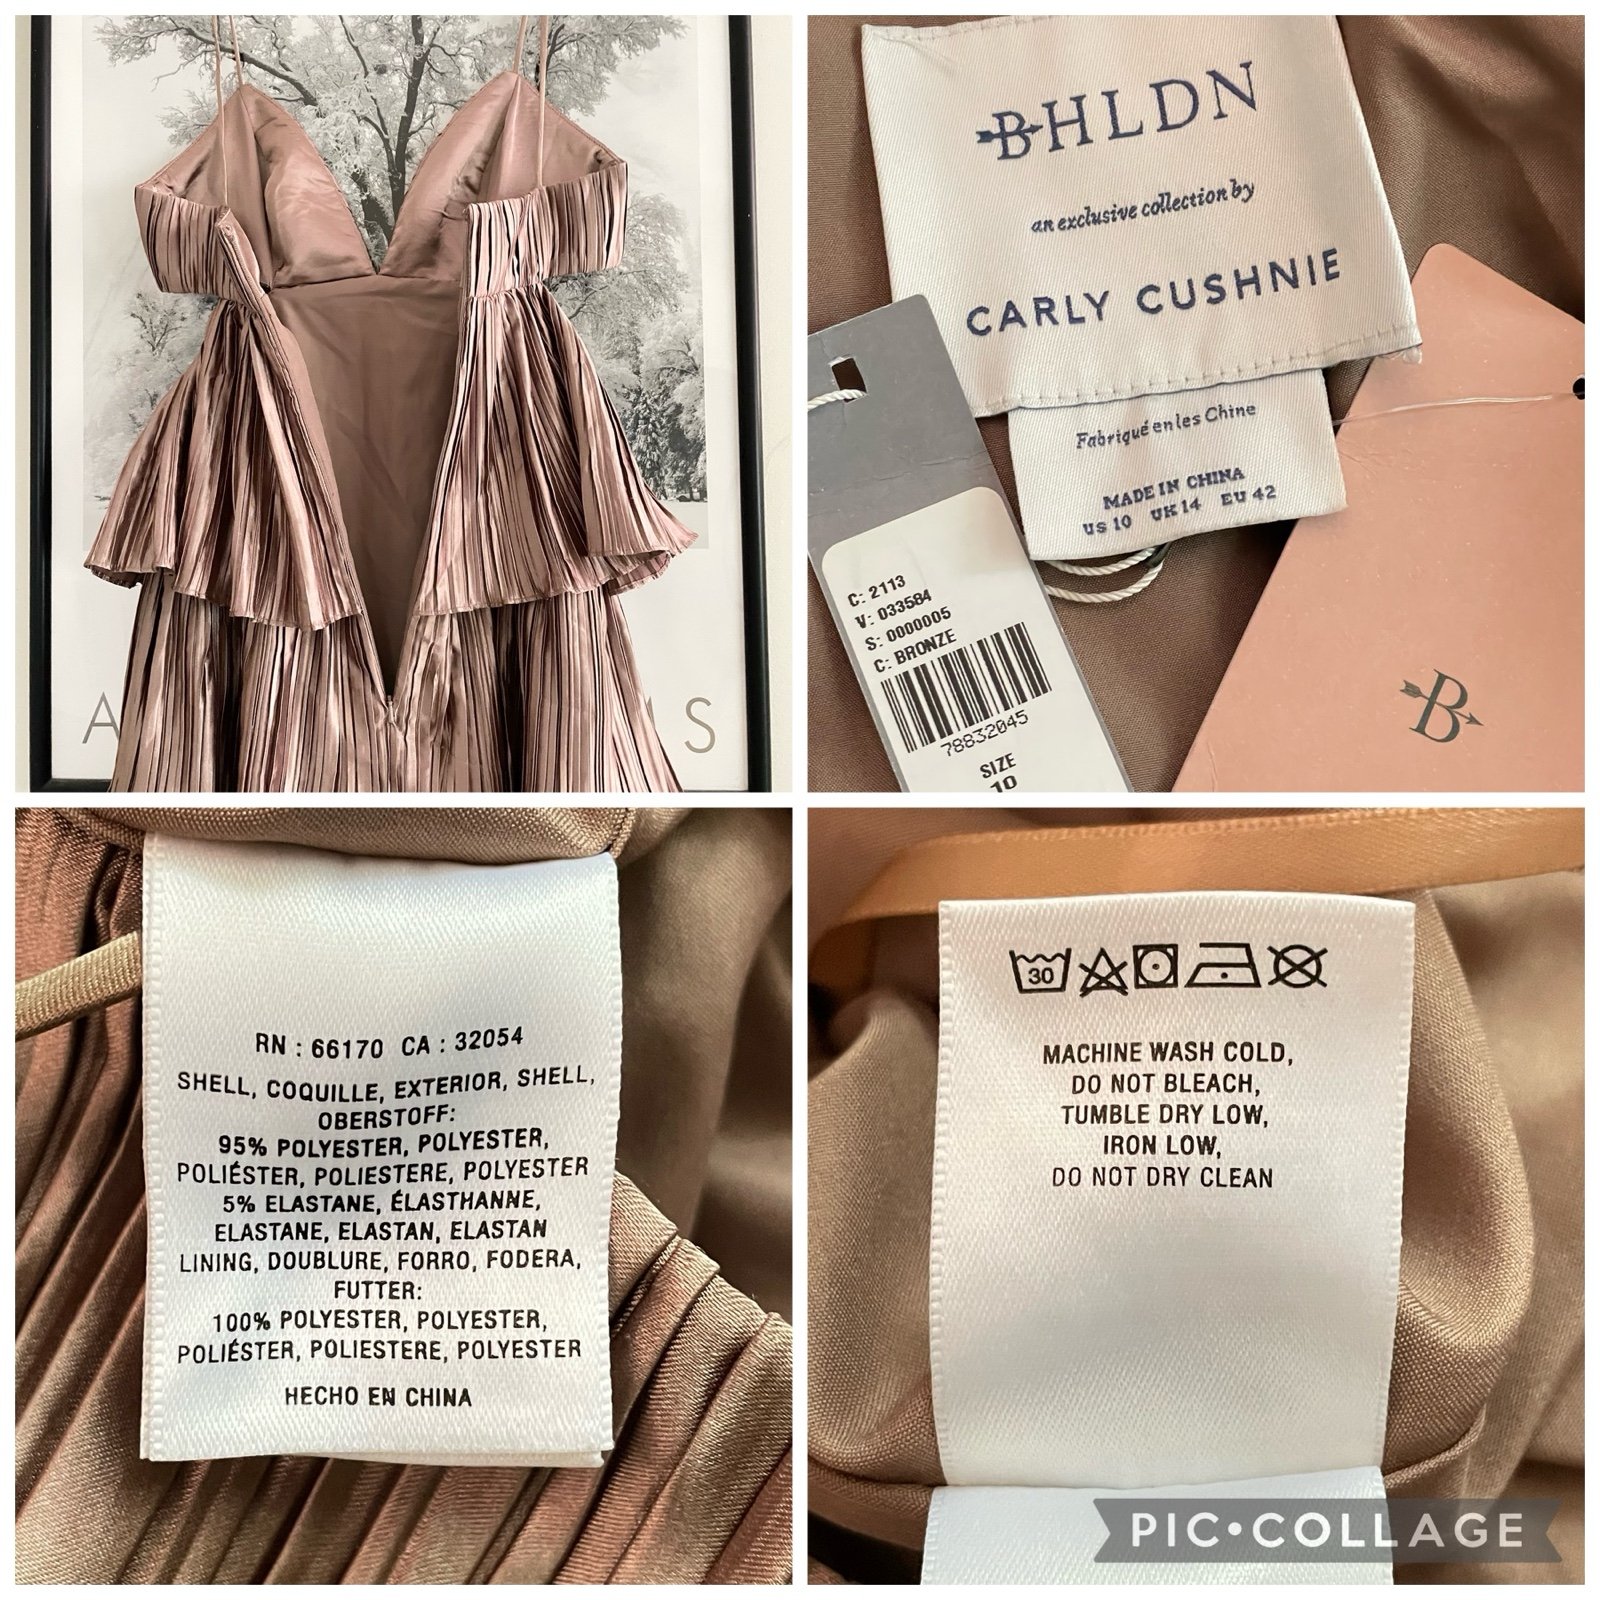 A
S
BHLDN
an exclusive collection by
CARLY CUSHNIE
Fabriqué en les Chine
MADE IN CHINA
US 10 UK 14 EU 42
C: 2113
V: 033584
S: 0000005
C: BRONZE
78832045
SIZE
10
B
RN : 66170 CA : 32054
SHELL, COQUILLE, EXTERIOR, SHELL,
OBERSTOFF:
95% POLYESTER, POLYESTER,
POLIÉSTER, POLIESTERE, POLYESTER
5% ELASTANE, ÉLASTHANNE,
ELASTANE, ELASTAN, ELASTAN
LINING, DOUBLURE, FORRO, FODERA,
FUTTER:
100% POLYESTER, POLYESTER,
POLIÉSTER, POLIESTERE, POLYESTER
HECHO EN CHINA
30
MACHINE WASH COLD,
DO NOT BLEACH,
TUMBLE DRY LOW,
IRON LOW,
DO NOT DRY CLEAN
PIC•COLLAGE